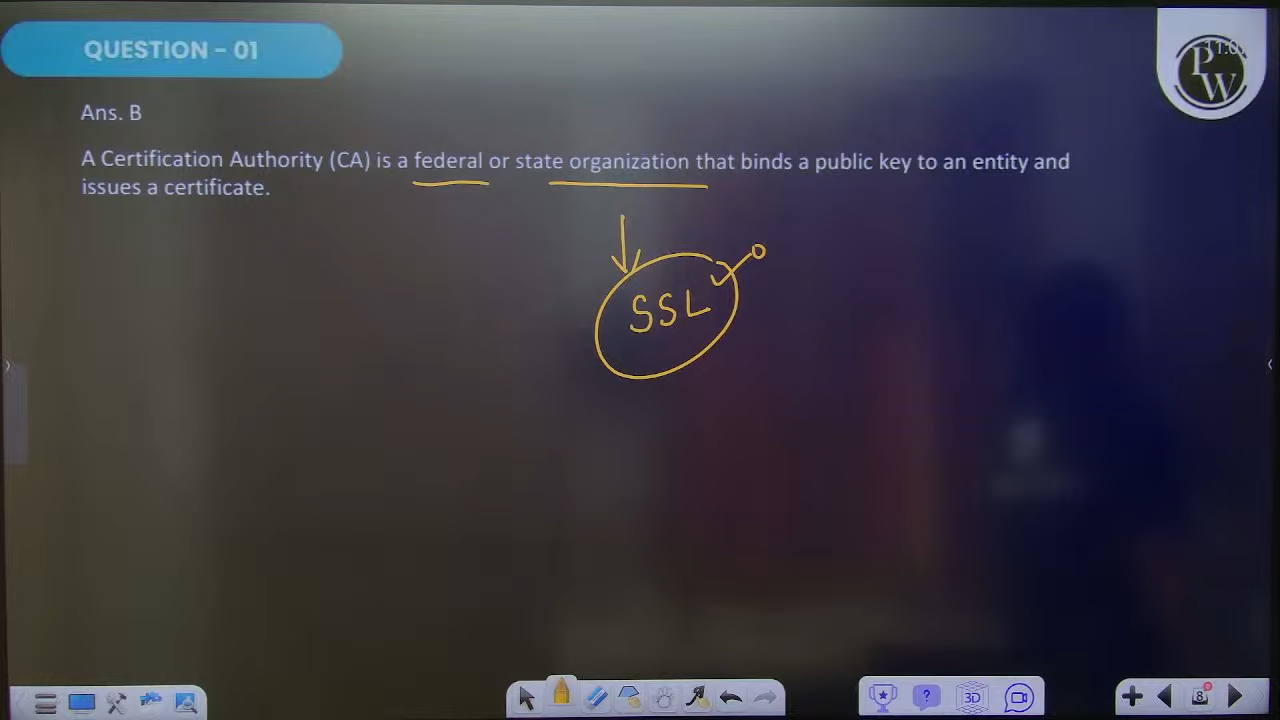 QUESTION - 01
Ans. B
A Certification Authority (CA) is a federal or state organization that binds a public key to an entity and
issues a certificate.
SSL
P
W
3D